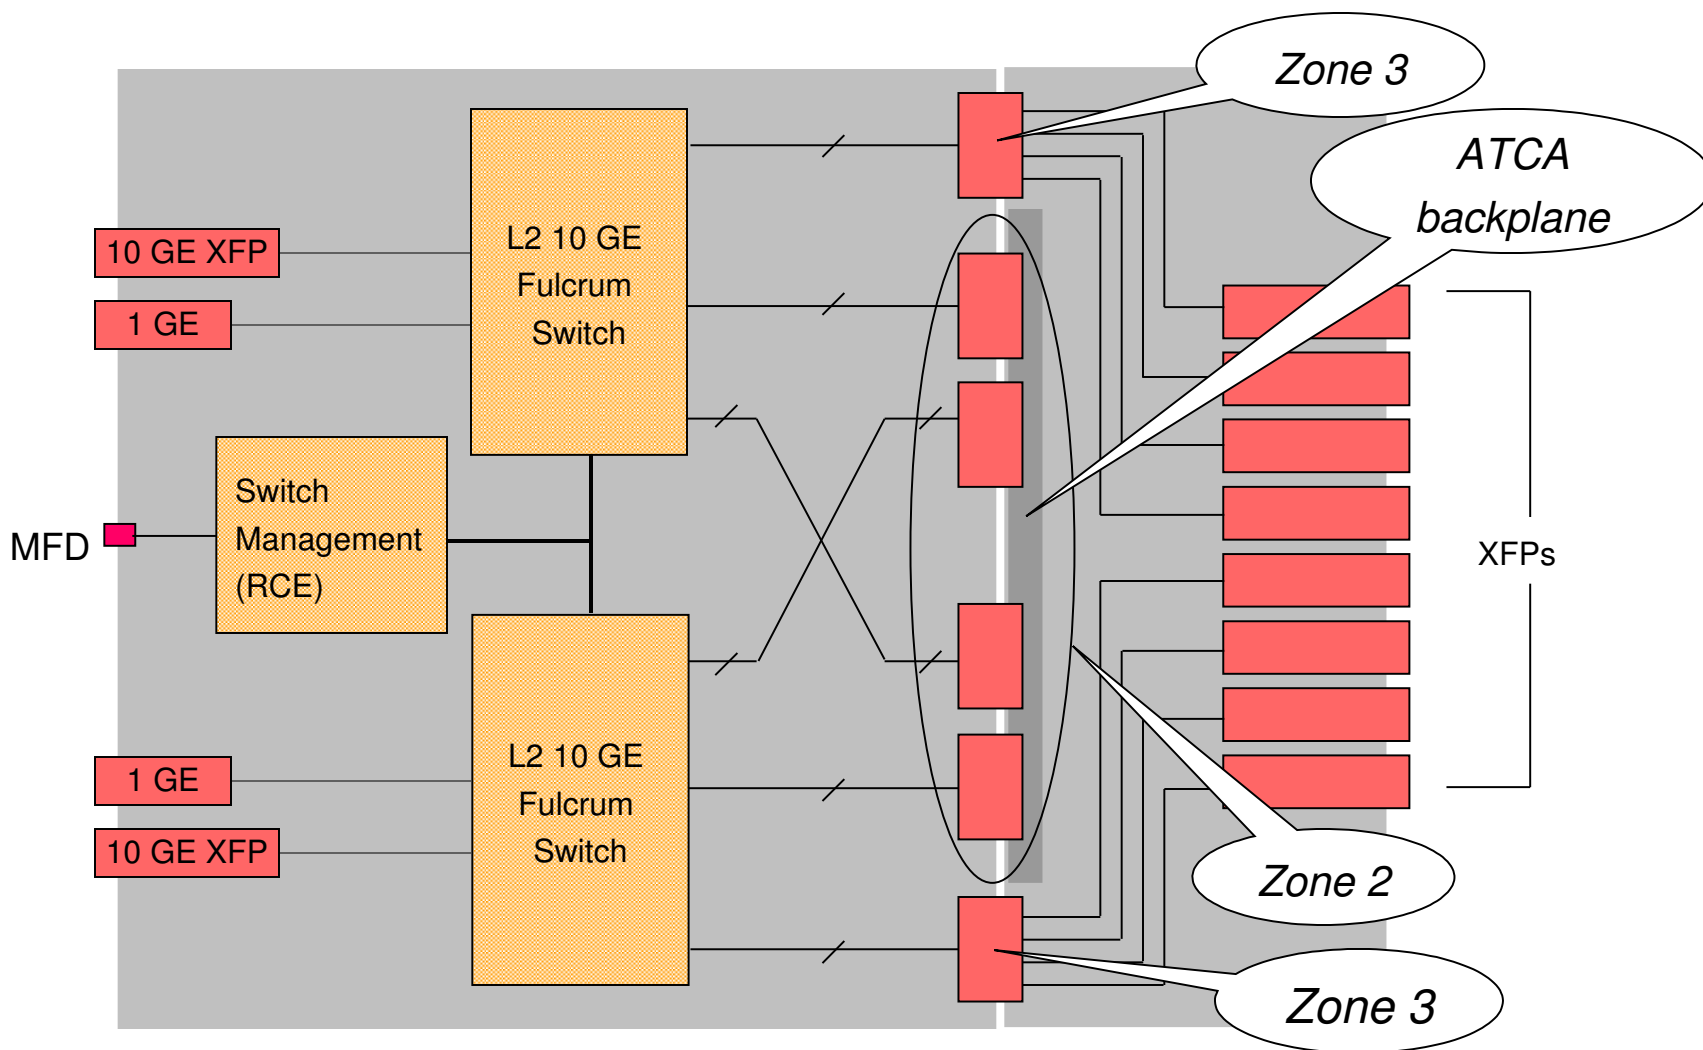 Zone 3
ATCA
backplane
10 GE XFP
1 GE
L2 10 GE
Fulcrum
Switch
Switch
Management
(RCE)
MFD
XFPs
1 GE
10 GE XFP
L2 10 GE
Fulcrum
Switch
Zone 2
Zone 3